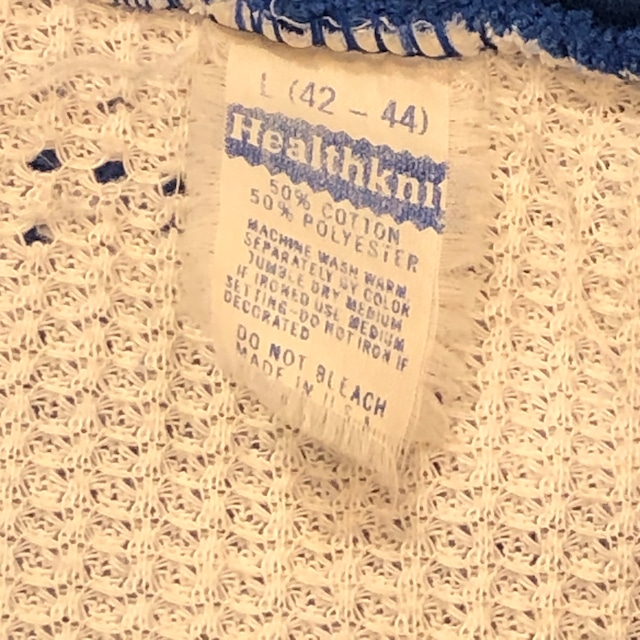 L (42 - 44)
Healthkni
50% COTTON
50% POLYESTER
MACHINE WASH WARM
SEPARATELY BY COLOR
TUMBLE DRY MEDIUM
IF IRONED USE MEDIUM
SETTING-DO NOT IRON IF
DECORATED
DO NOT BLEACH
MADE IN U.S.A.